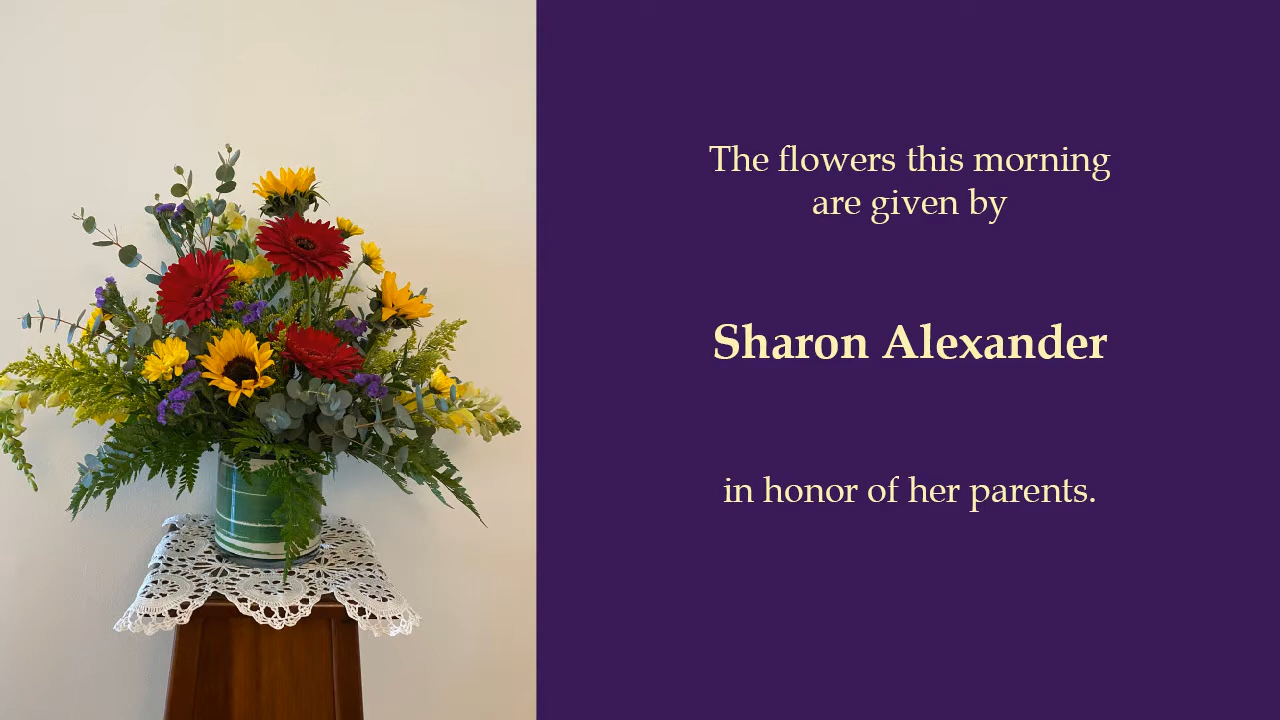 The flowers this morning
are given by
Sharon Alexander
in honor of her parents.